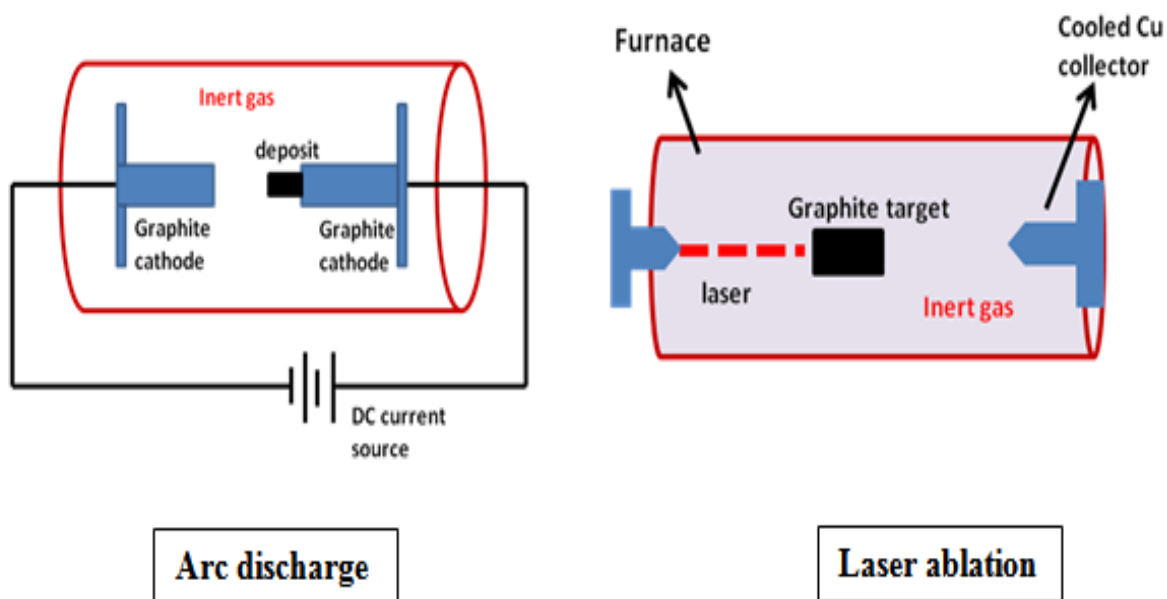 Inert gas
deposit
Graphite
cathode
Graphite
cathode
DC current
source
Arc discharge
Furnace
Cooled Cu
collector
Graphite target
laser
Inert gas
Laser ablation